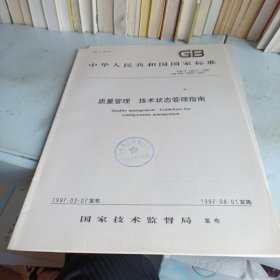 GB
中华人民共和国国家标准
质量管理 技术状态管理指南
Quality management—Guidelines for
configuration management
1997-03-07发布
1997-08-01实施
国家技术监督局 发布